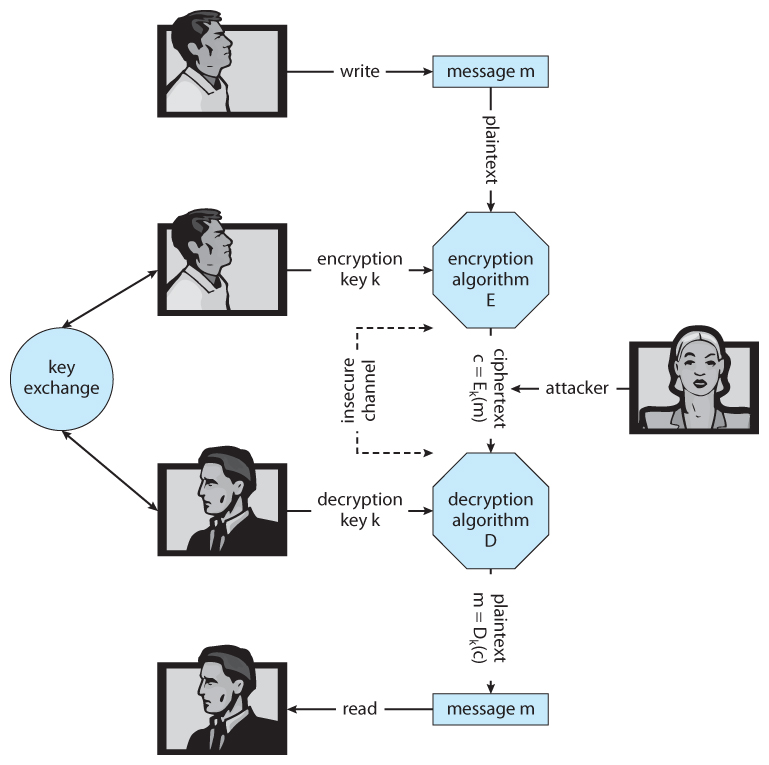 write
message m
plaintext
encryption
key k
encryption
algorithm
E
key
exchange
insecure
channel
ciphertext
c = Eₖ(m)
attacker
decryption
key k
decryption
algorithm
D
plaintext
m = Dₖ(c)
read
message m